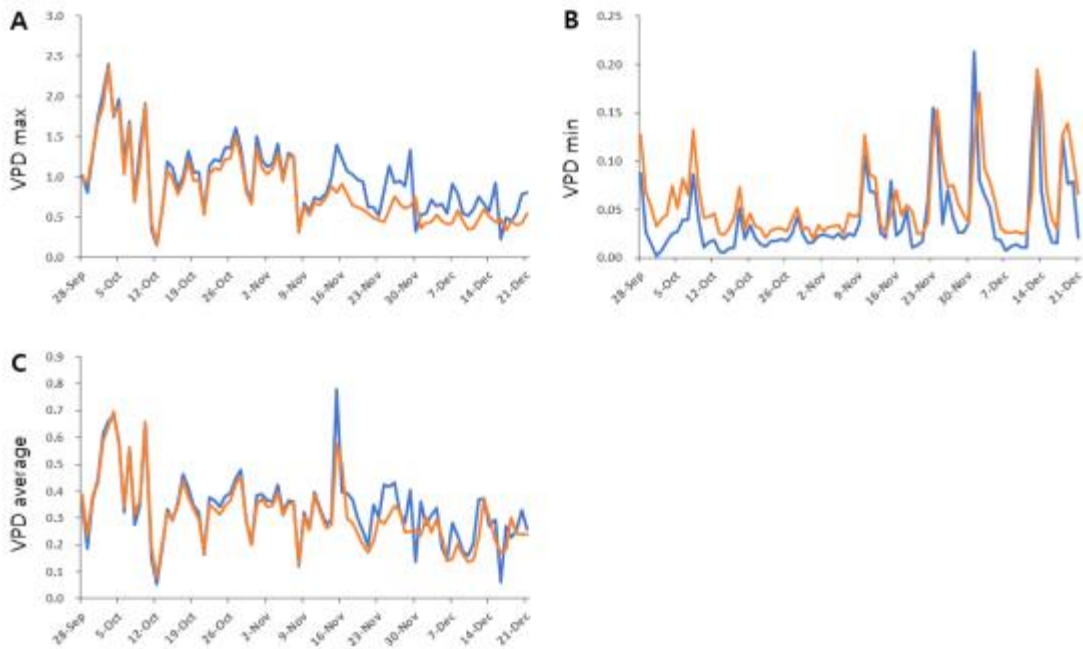 A
VPD max
3.0
2.5
2.0
1.5
1.0
0.5
0.0
28-Sep 5-Oct 12-Oct 19-Oct 26-Oct 2-Nov 9-Nov 16-Nov 23-Nov 30-Nov 7-Dec 14-Dec 21-Dec
B
VPD min
0.25
0.20
0.15
0.10
0.05
0.00
28-Sep 5-Oct 12-Oct 19-Oct 26-Oct 2-Nov 9-Nov 16-Nov 23-Nov 30-Nov 7-Dec 14-Dec 21-Dec
C
VPD average
0.9
0.8
0.7
0.6
0.5
0.4
0.3
0.2
0.1
0.0
28-Sep 5-Oct 12-Oct 19-Oct 26-Oct 2-Nov 9-Nov 16-Nov 23-Nov 30-Nov 7-Dec 14-Dec 21-Dec